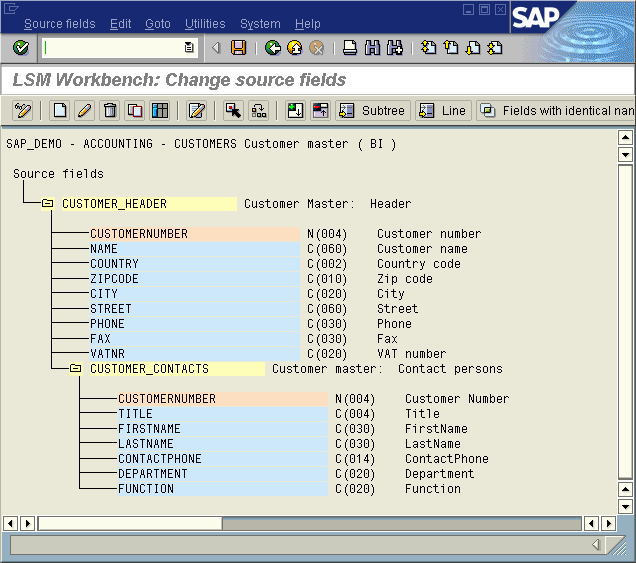 Source fields Edit Goto Utilities System Help
SAP
LSM Workbench: Change source fields
Subtree Line Fields with identical nan
SAP_DEMO - ACCOUNTING - CUSTOMERS Customer master ( BI )
Source fields
CUSTOMER_HEADER Customer Master: Header
CUSTOMERNUMBER N(004) Customer number
NAME C(060) Customer name
COUNTRY C(002) Country code
ZIPCODE C(010) Zip code
CITY C(020) City
STREET C(060) Street
PHONE C(030) Phone
FAX C(030) Fax
VATNR C(020) VAT number
CUSTOMER_CONTACTS Customer master: Contact persons
CUSTOMERNUMBER N(004) Customer Number
TITLE C(004) Title
FIRSTNAME C(030) FirstName
LASTNAME C(030) LastName
CONTACTPHONE C(014) ContactPhone
DEPARTMENT C(020) Department
FUNCTION C(020) Function